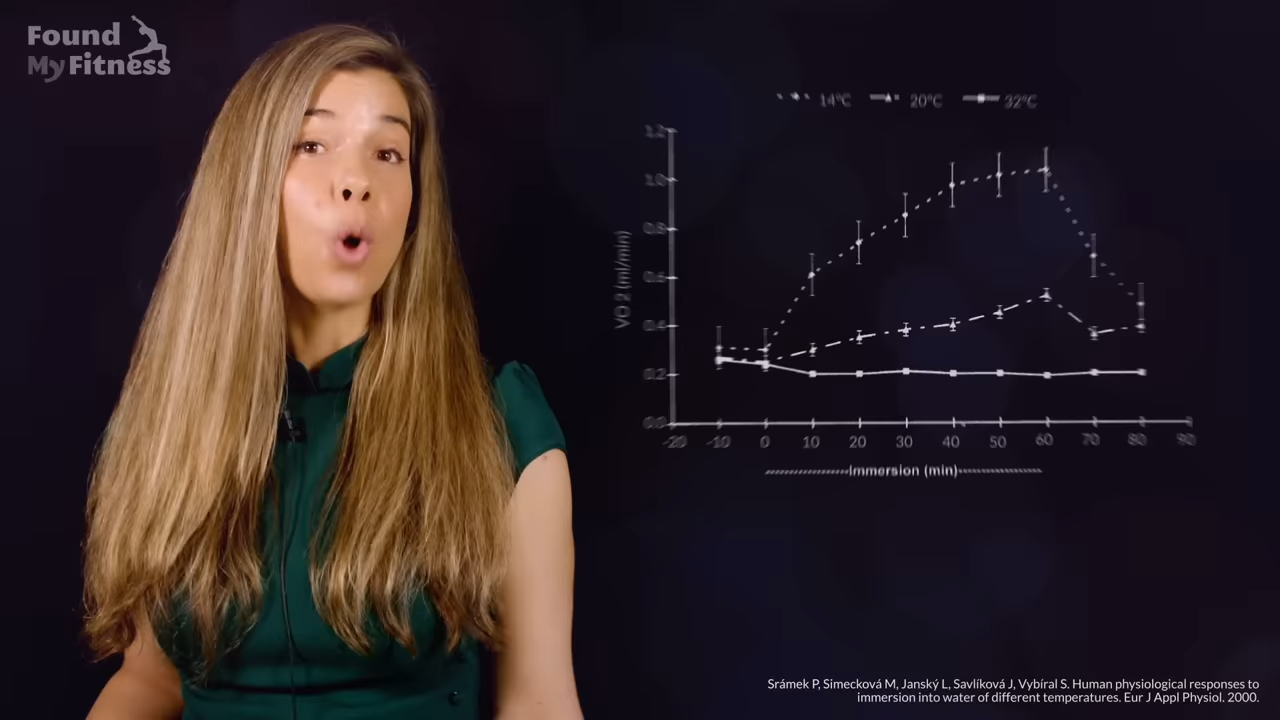 Found
My Fitness
14°C 20°C 32°C
1.2
1.0
0.8
0.6
0.4
0.2
0.0
VO 2 (ml/min)
-20 -10 0 10 20 30 40 50 60 70 80 90
Immersion (min)
Srámek P, Simecková M, Janský L, Savlíková J, Vybíral S. Human physiological responses to
immersion into water of different temperatures. Eur J Appl Physiol. 2000.